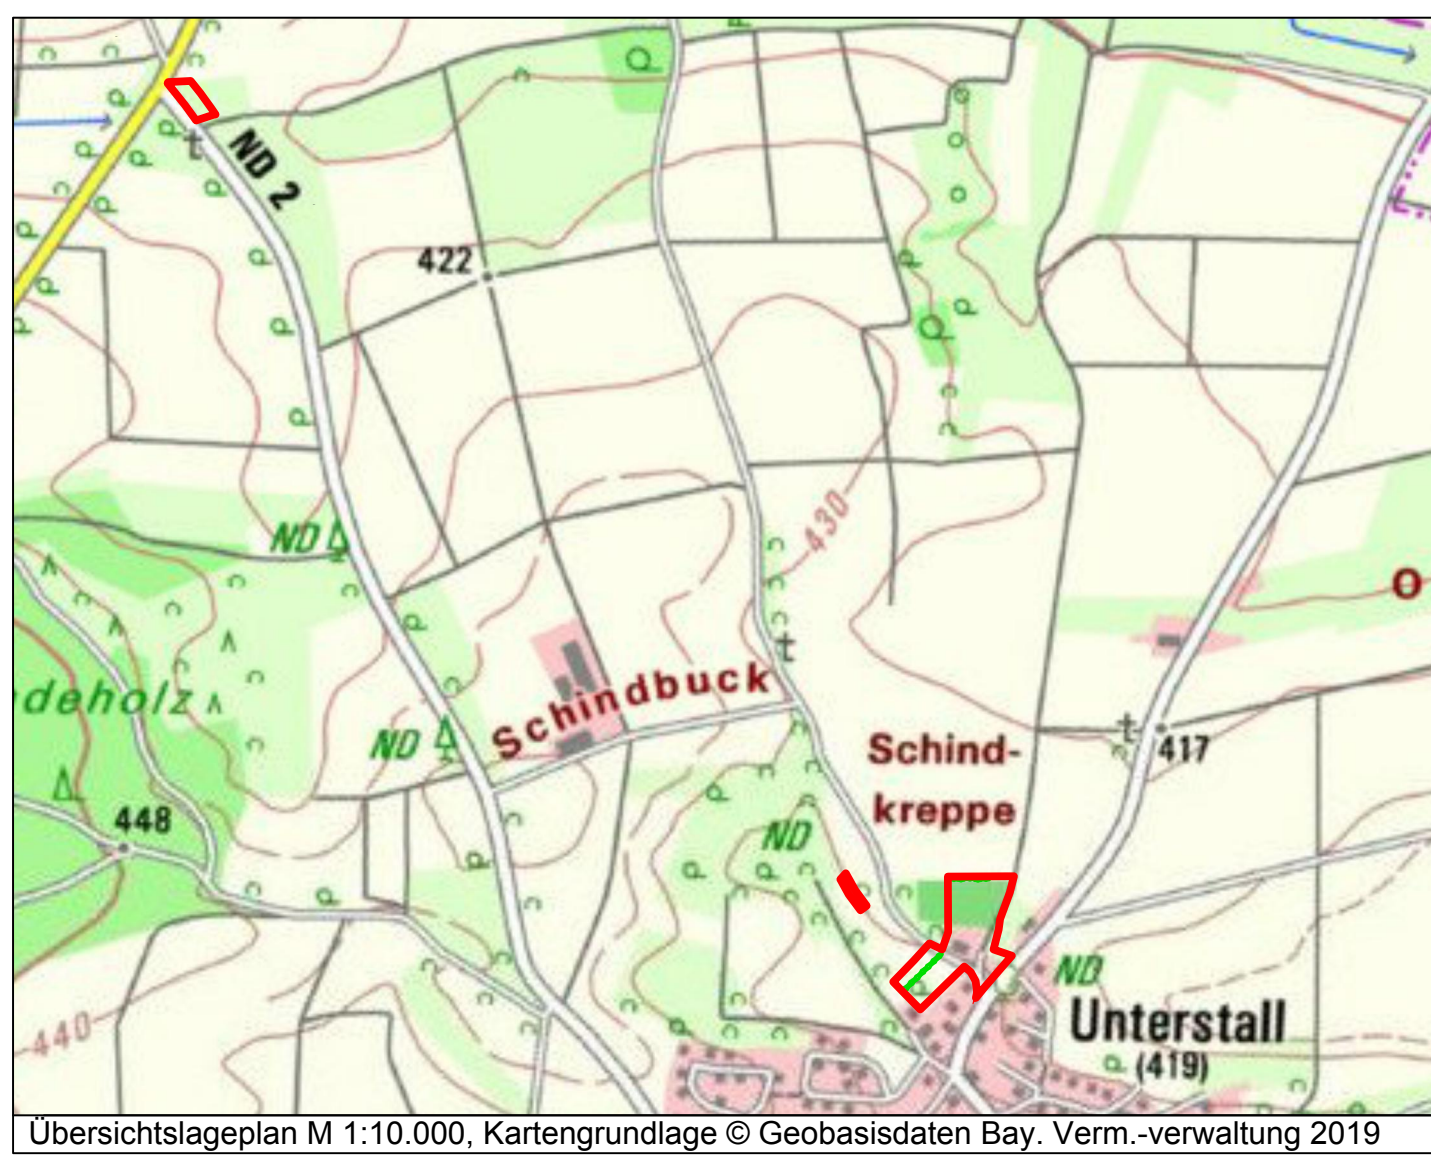 ND 2
422
430
O
ND
Schindbuck
deholz
ND
Schind-
kreppe
417
448
ND
ND
Unterstall
(419)
440
Übersichtslageplan M 1:10.000, Kartengrundlage © Geobasisdaten Bay. Verm.-verwaltung 2019